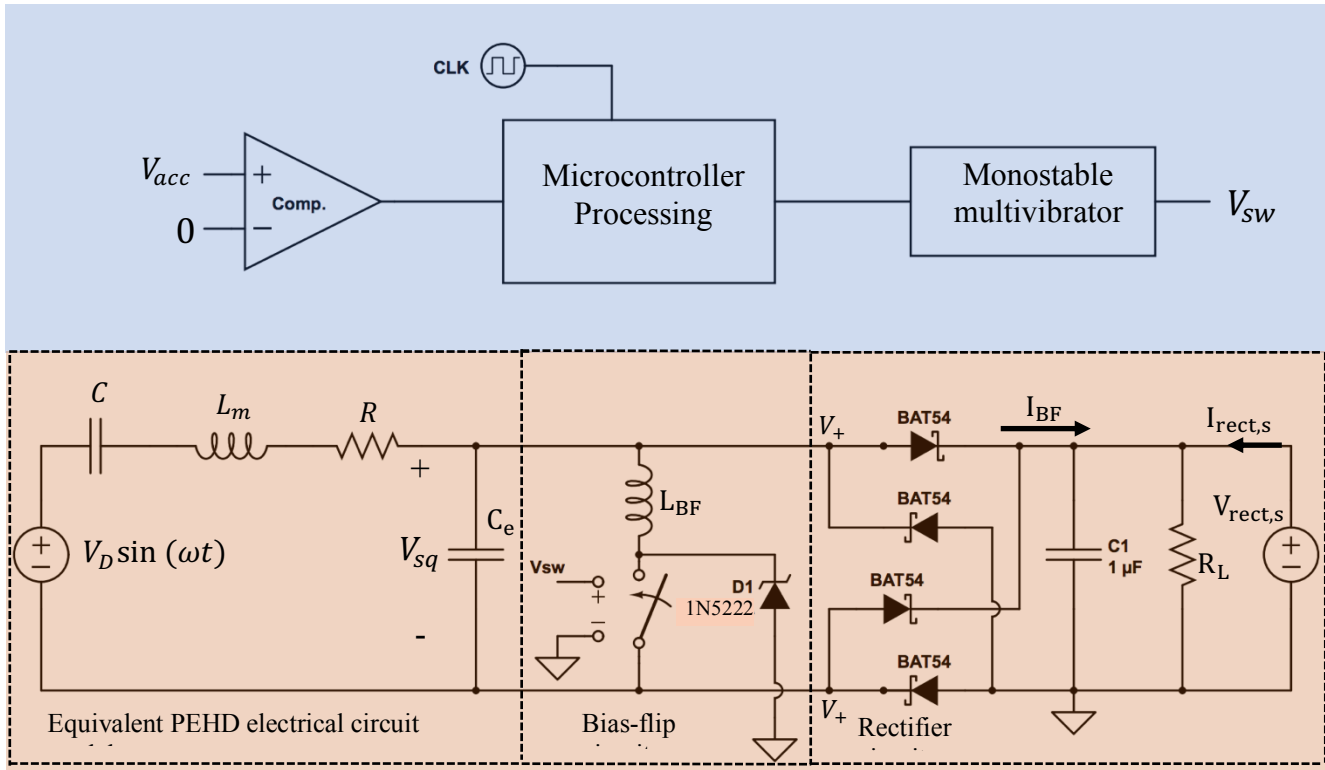 CLK
V_acc
+
Comp.
0
−
Microcontroller
Processing
Monostable
multivibrator
V_sw
C
L_m
R
V_+
BAT54
I_BF
I_rect,s
+
L_BF
BAT54
V_rect,s
+
−
V_D sin (ωt)
V_sq
C_e
Vsw
+
−
D1
1N5222
BAT54
C1
1 µF
R_L
+
−
-
BAT54
V_+
Equivalent PEHD electrical circuit
Bias-flip
Rectifier